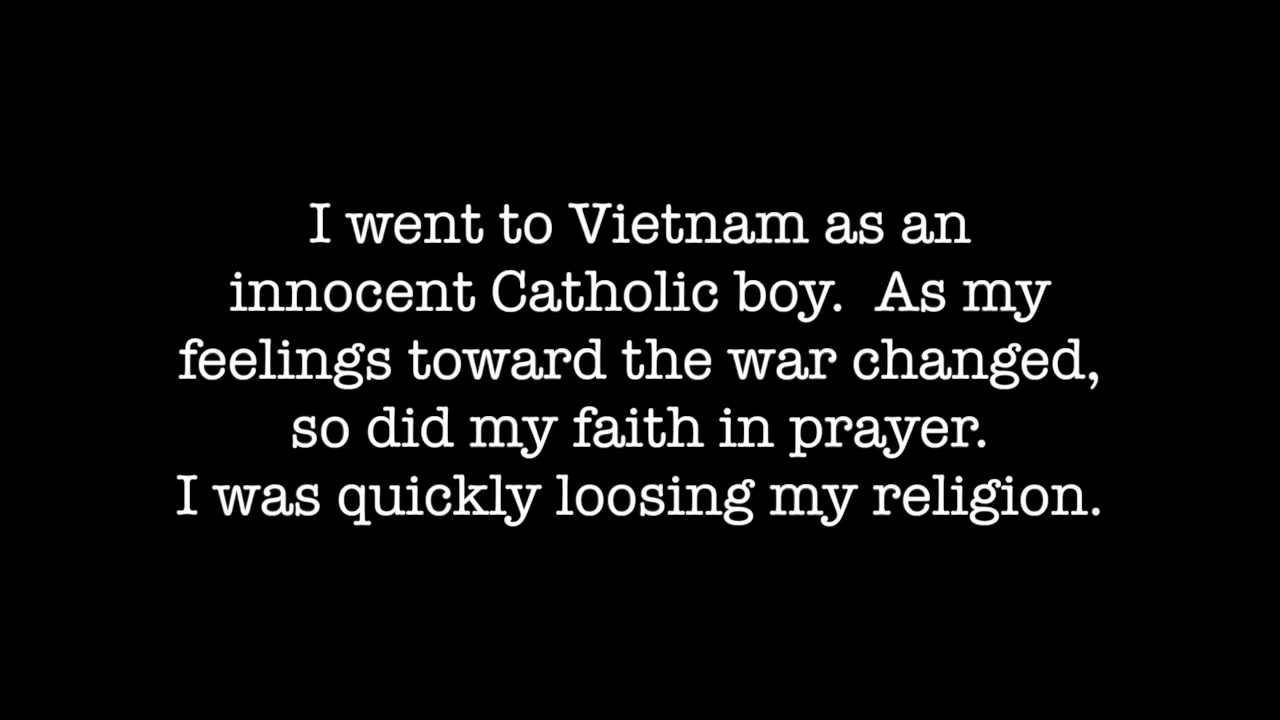 I went to Vietnam as an
innocent Catholic boy.  As my
feelings toward the war changed,
so did my faith in prayer.
I was quickly loosing my religion.